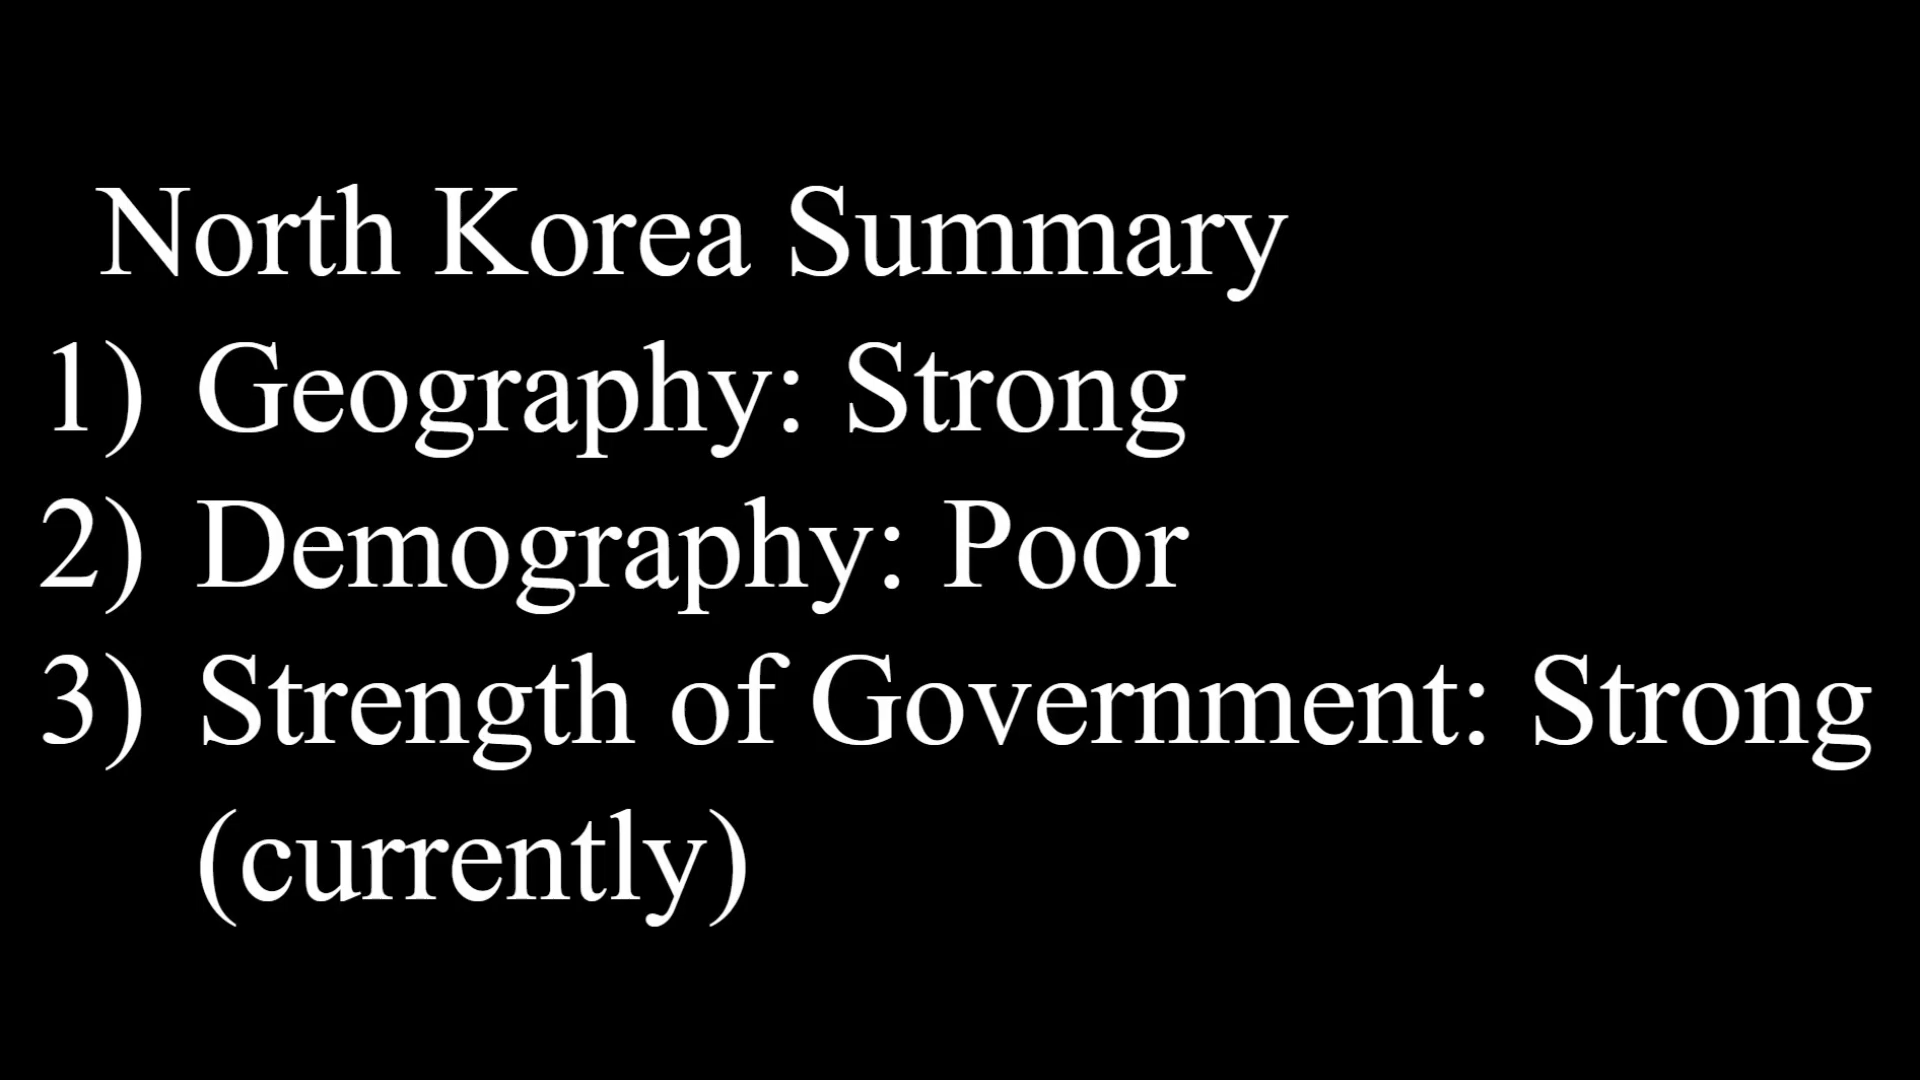 North Korea Summary
1) Geography: Strong
2) Demography: Poor
3) Strength of Government: Strong
(currently)